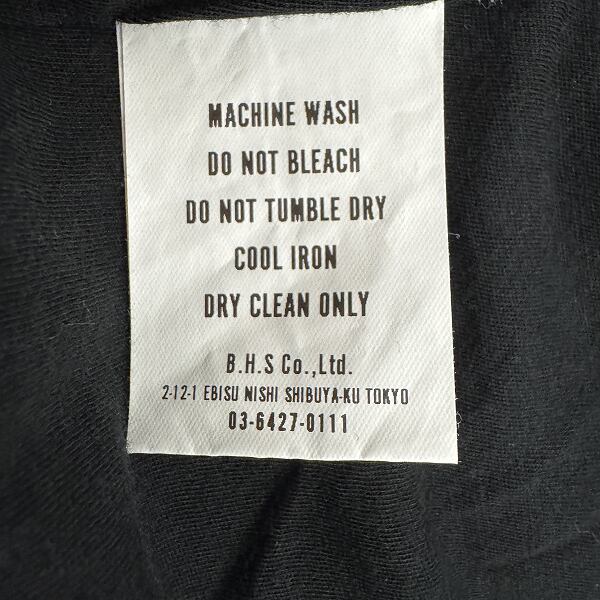 MACHINE WASH
DO NOT BLEACH
DO NOT TUMBLE DRY
COOL IRON
DRY CLEAN ONLY
B.H.S Co.,Ltd.
2-12-1 EBISU NISHI SHIBUYA-KU TOKYO
03-6427-0111